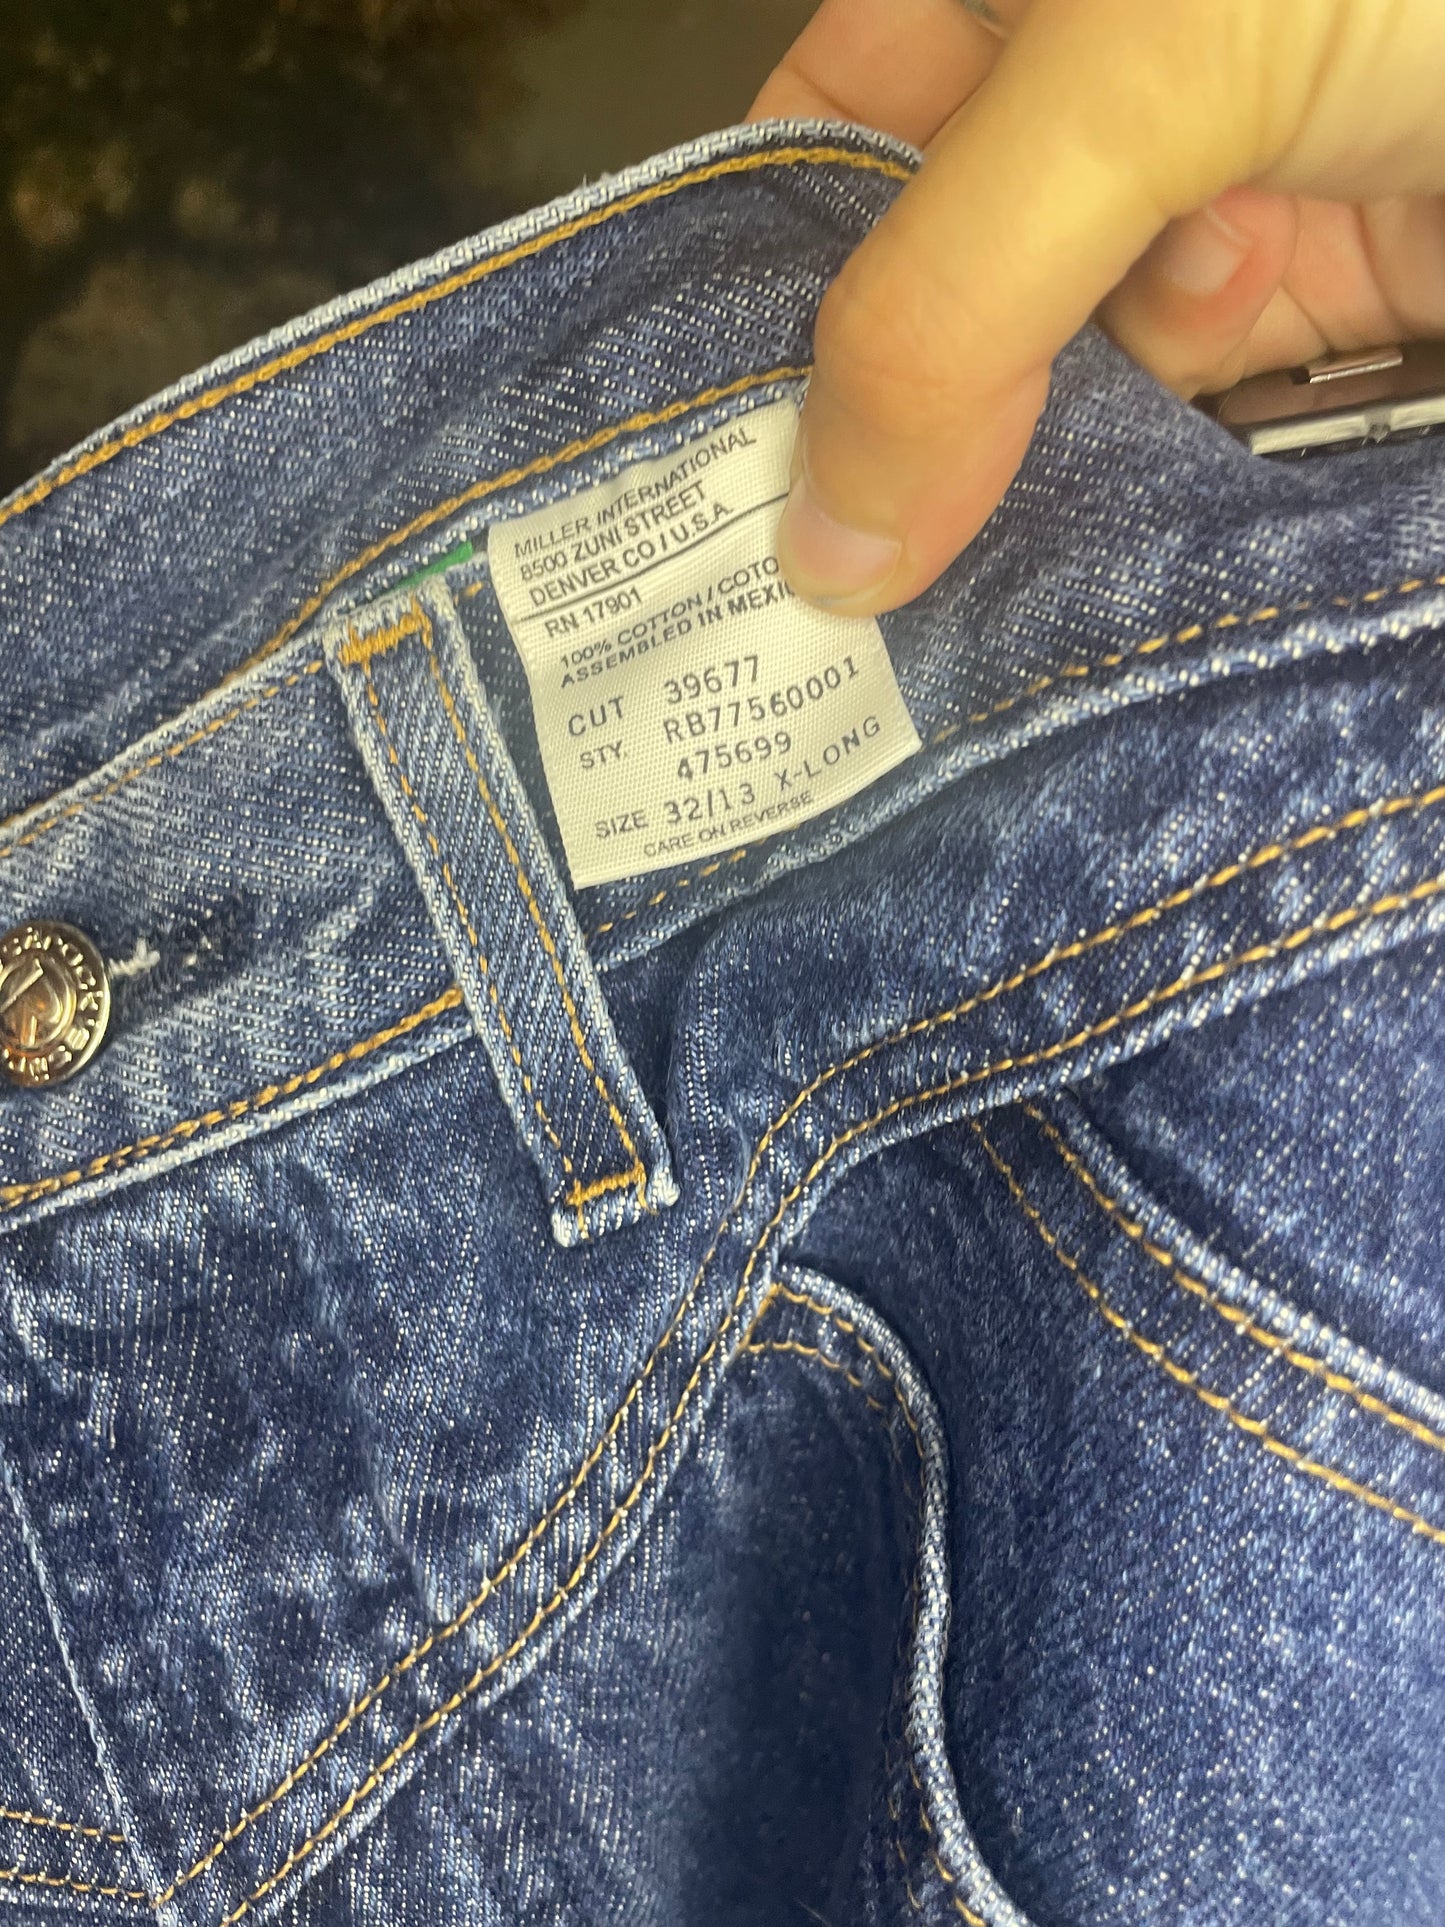 MILLER INTERNATIONAL
8500 ZUNI STREET
DENVER CO / U.S.A
RN 17901
100% COTTON / COTO
ASSEMBLED IN MEXI
CUT 39677
STY RB77560001
475699
SIZE 32/13 X-LONG
CARE ON REVERSE